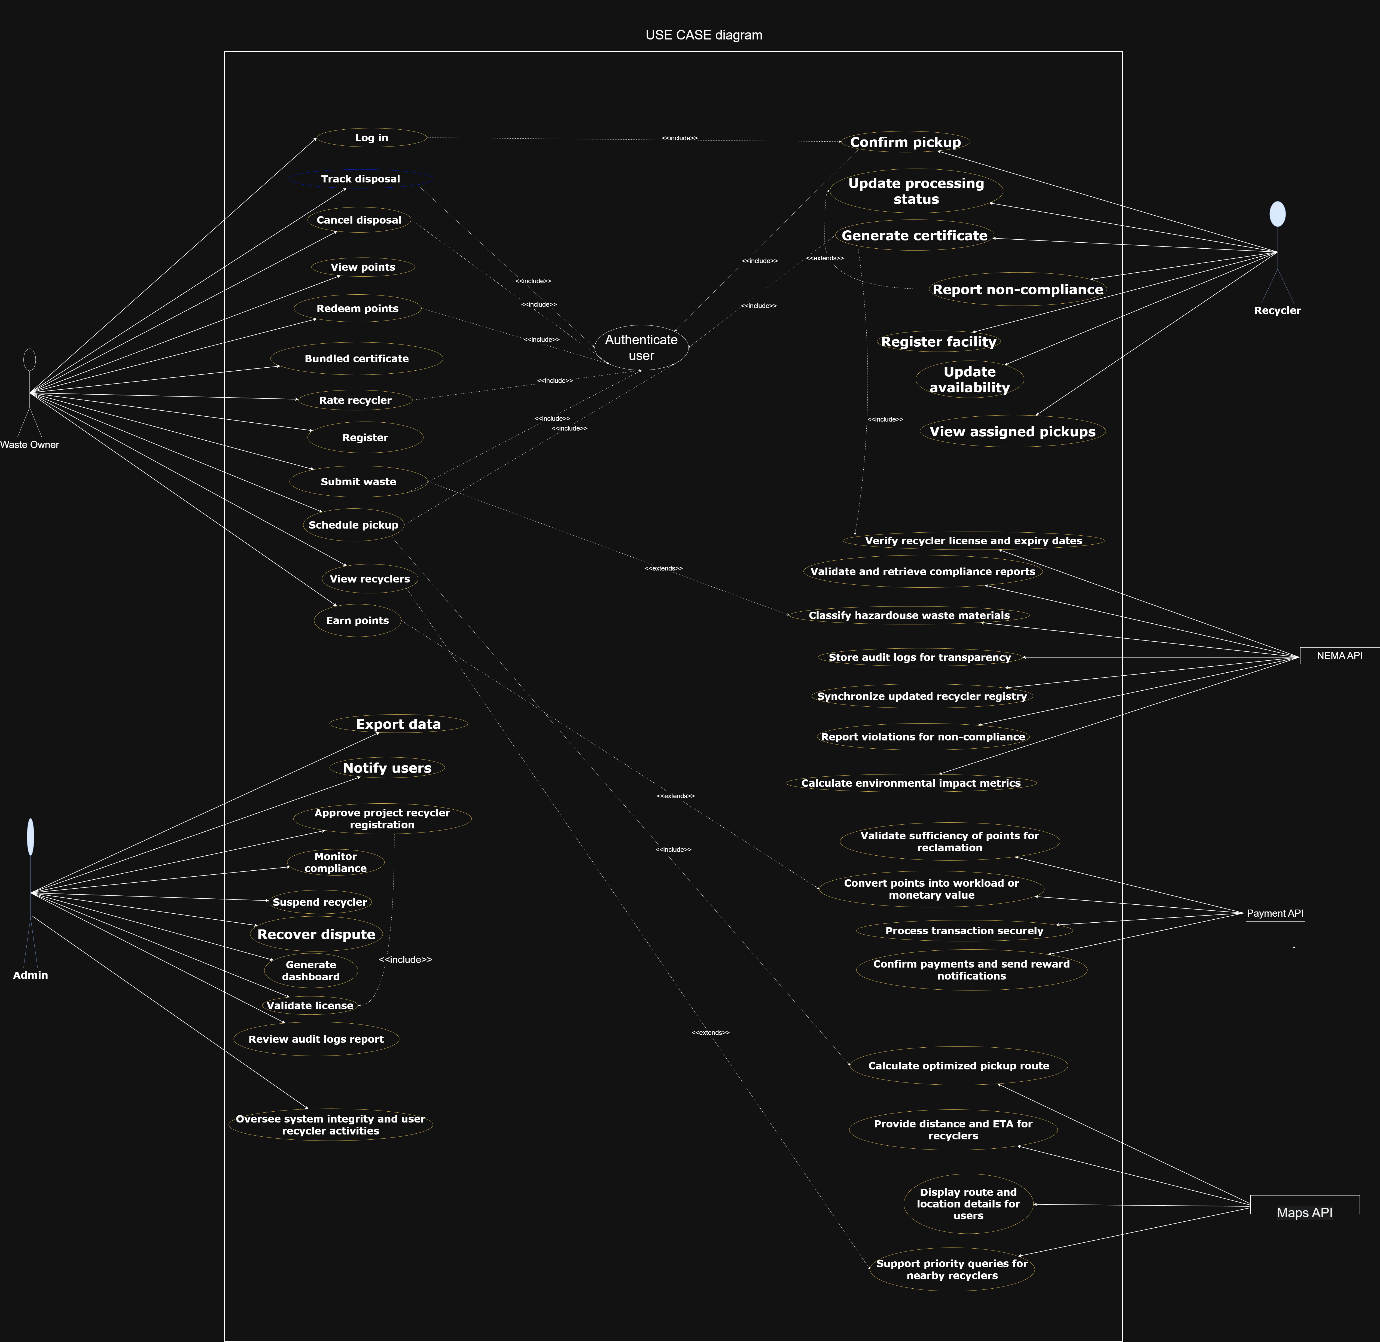 USE CASE diagram
Log in
<<include>>
Confirm pickup
Track disposal
Update processing
status
Cancel disposal
Generate certificate
<<include>>
<<extends>>
View points
<<include>>
Report non-compliance
<<include>>
<<include>>
Redeem points
Recycler
<<include>>
Authenticate
user
Register facility
Bundled certificate
Update
availability
<<include>>
Rate recycler
<<include>>
<<include>>
<<include>>
Register
View assigned pickups
Waste Owner
Submit waste
Schedule pickup
Verify recycler license and expiry dates
<<extends>>
Validate and retrieve compliance reports
View recyclers
Classify hazardouse waste materials
Earn points
Store audit logs for transparency
NEMA API
Synchronize updated recycler registry
Export data
Report violations for non-compliance
Notify users
Calculate environmental impact metrics
<<extends>>
Approve project recycler
registration
Validate sufficiency of points for
reclamation
<<include>>
Monitor
compliance
Convert points into workload or
monetary value
Suspend recycler
Payment API
Recover dispute
Process transaction securely
<<include>>
Generate
dashboard
Confirm payments and send reward
notifications
Admin
Validate license
<<extends>>
Review audit logs report
Calculate optimized pickup route
Oversee system integrity and user
recycler activities
Provide distance and ETA for
recyclers
Display route and
location details for
users
Maps API
Support priority queries for
nearby recyclers